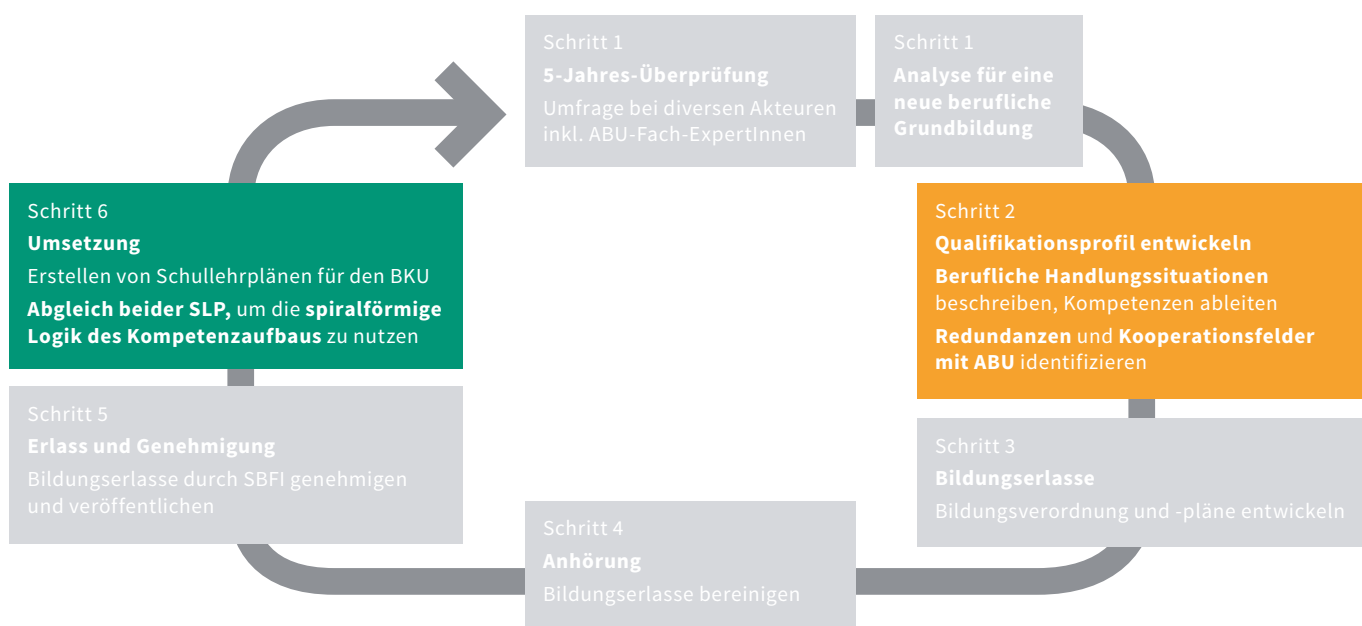 Schritt 1
5-Jahres-Überprüfung
Umfrage bei diversen Akteuren
inkl. ABU-Fach-ExpertInnen
Schritt 1
Analyse für eine
neue berufliche
Grundbildung
Schritt 2
Qualifikationsprofil entwickeln
Berufliche Handlungssituationen
beschreiben, Kompetenzen ableiten
Redundanzen und Kooperationsfelder
mit ABU identifizieren
Schritt 3
Bildungserlasse
Bildungsverordnung und -pläne entwickeln
Schritt 4
Anhörung
Bildungserlasse bereinigen
Schritt 5
Erlass und Genehmigung
Bildungserlasse durch SBFI genehmigen
und veröffentlichen
Schritt 6
Umsetzung
Erstellen von Schullehrplänen für den BKU
Abgleich beider SLP, um die spiralförmige
Logik des Kompetenzaufbaus zu nutzen